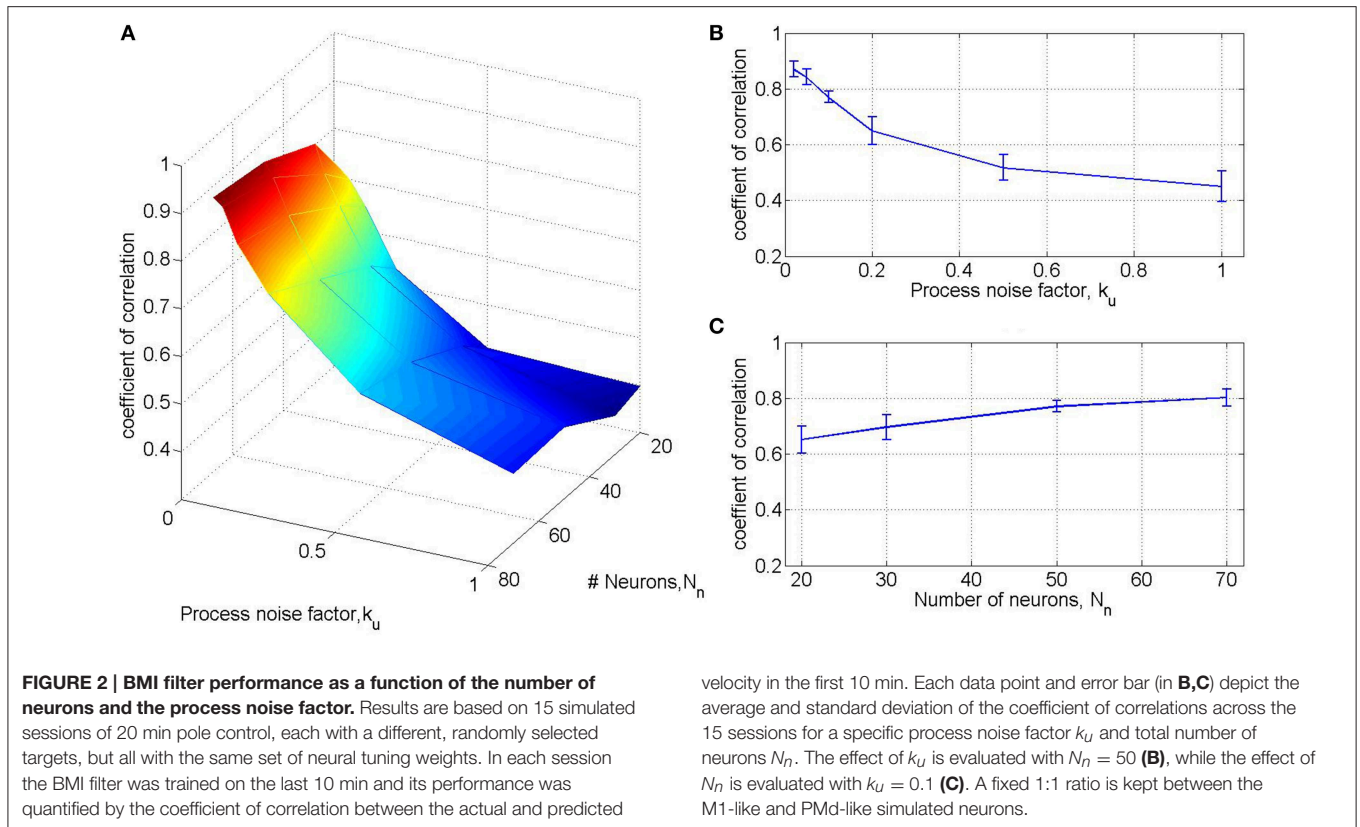 A
1
0.9
0.8
0.7
0.6
0.5
0.4
coefficient of correlation
0
0.5
1
Process noise factor,k_u
20
40
60
80
# Neurons,N_n
B
1
0.8
0.6
0.4
0.2
coefficient of correlation
0 0.2 0.4 0.6 0.8 1
Process noise factor, k_u
C
1
0.8
0.6
0.4
0.2
coeffient of correlation
20 30 40 50 60 70
Number of neurons, N_n
FIGURE 2 | BMI filter performance as a function of the number of
neurons and the process noise factor. Results are based on 15 simulated
sessions of 20 min pole control, each with a different, randomly selected
targets, but all with the same set of neural tuning weights. In each session
the BMI filter was trained on the last 10 min and its performance was
quantified by the coefficient of correlation between the actual and predicted
velocity in the first 10 min. Each data point and error bar (in B,C) depict the
average and standard deviation of the coefficient of correlations across the
15 sessions for a specific process noise factor k_u and total number of
neurons N_n. The effect of k_u is evaluated with N_n = 50 (B), while the effect of
N_n is evaluated with k_u = 0.1 (C). A fixed 1:1 ratio is kept between the
M1-like and PMd-like simulated neurons.